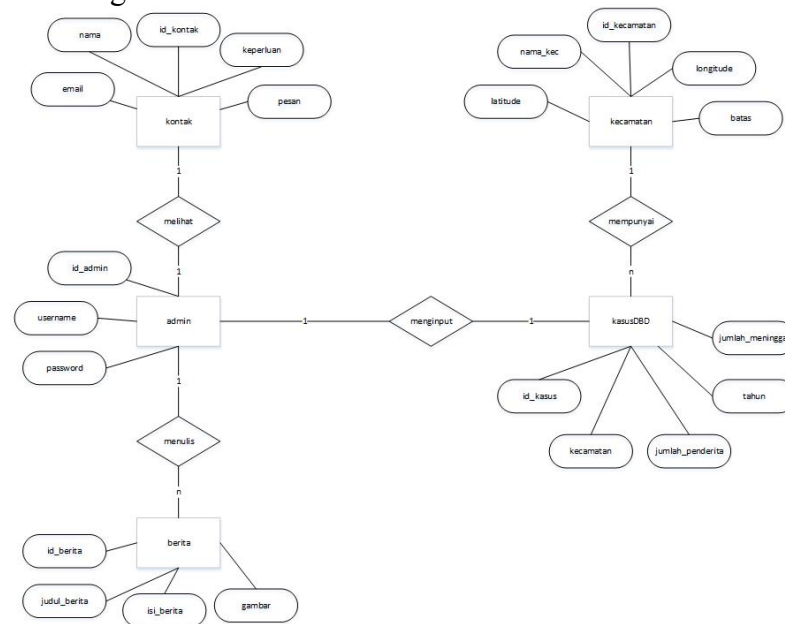 id_kontak
nama
keperluan
email
pesan
kontak
1
melihat
1
id_admin
username
admin
password
1
menginput
1
1
menulis
n
id_berita
berita
judul_berita
isi_berita
gambar
id_kecamatan
nama_kec
longitude
latitude
batas
kecamatan
1
mempunyai
n
kasusDBD
jumlah_meningga
id_kasus
tahun
kecamatan
jumlah_penderita